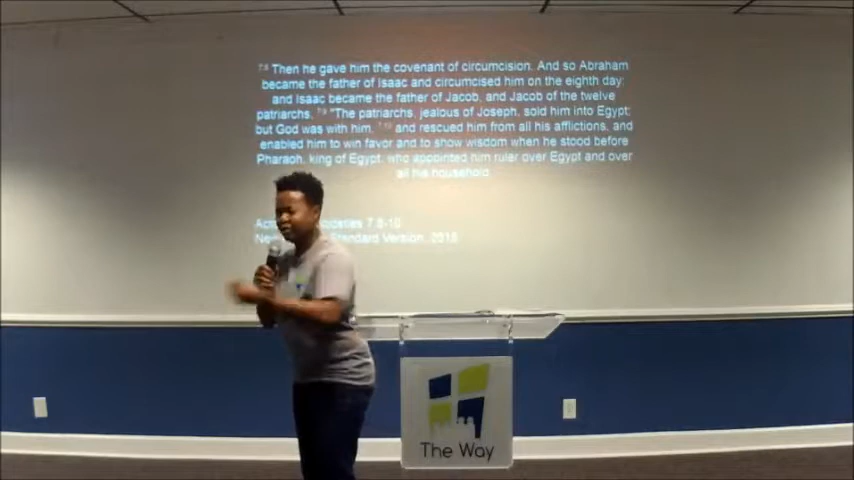 7:8 Then he gave him the covenant of circumcision. And so Abraham
became the father of Isaac and circumcised him on the eighth day;
and Isaac became the father of Jacob, and Jacob of the twelve
patriarchs. 7:9 "The patriarchs, jealous of Joseph, sold him into Egypt;
but God was with him, and rescued him from all his afflictions, and
enabled him to win favor and to show wisdom when he stood before
Pharaoh, king of Egypt, who appointed him ruler over Egypt and over
all his household.
7:8-10
Standard Version, 2016
The Way